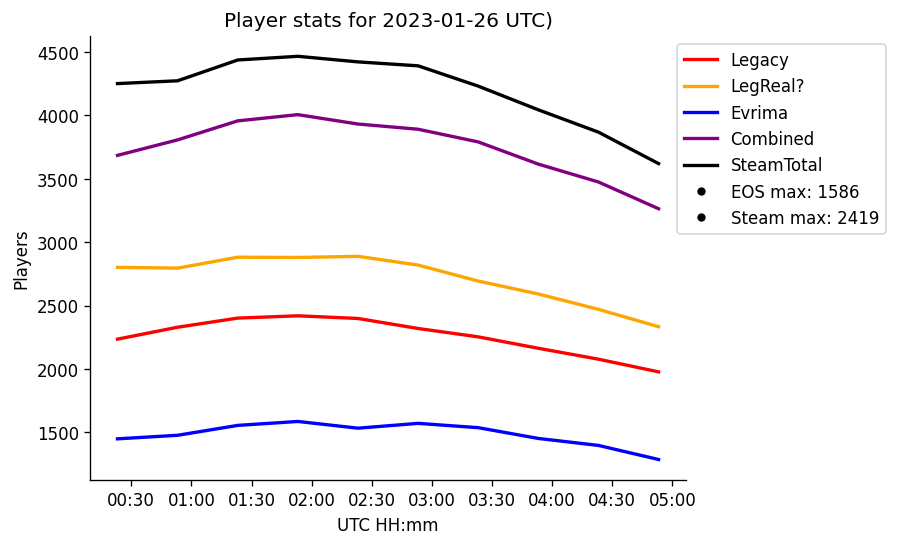 Player stats for 2023-01-26 UTC)
4500
4000
3500
3000
2500
2000
1500
Players
00:30 01:00 01:30 02:00 02:30 03:00 03:30 04:00 04:30 05:00
UTC HH:mm
Legacy
LegReal?
Evrima
Combined
SteamTotal
EOS max: 1586
Steam max: 2419